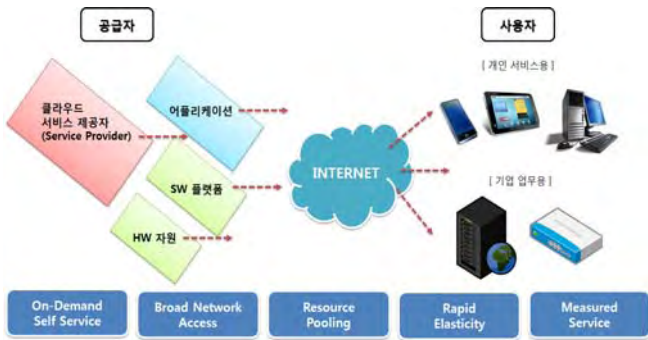 공급자
사용자
[ 개인 서비스용 ]
클라우드
서비스 제공자
(Service Provider)
어플리케이션
SW 플랫폼
HW 자원
INTERNET
[ 기업 업무용 ]
On-Demand
Self Service
Broad Network
Access
Resource
Pooling
Rapid
Elasticity
Measured
Service